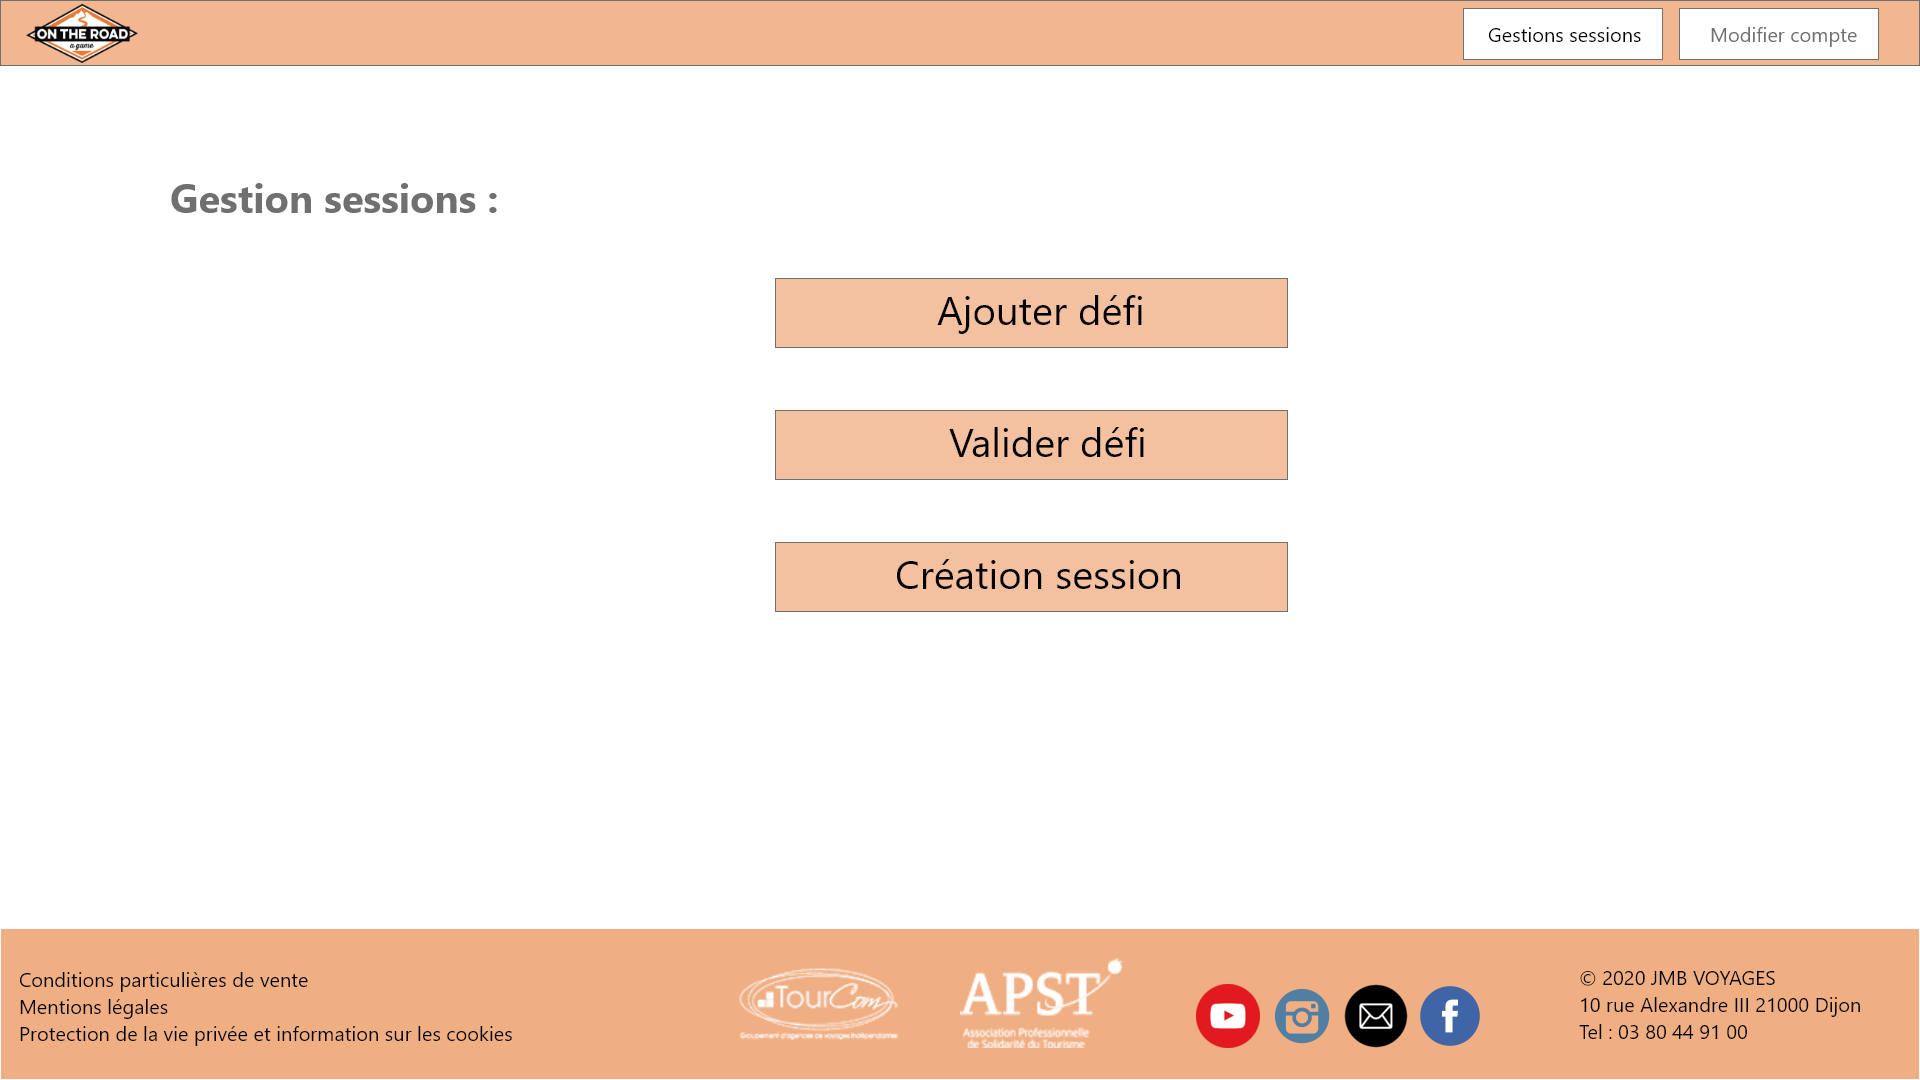 ON THE ROAD
a game
Gestions sessions
Modifier compte
Gestion sessions :
Ajouter défi
Valider défi
Création session
Conditions particulières de vente
Mentions légales
Protection de la vie privée et information sur les cookies
TourCom
Groupement d'agences de voyages indépendantes
APST
Association Professionnelle
de Solidarité du Tourisme
© 2020 JMB VOYAGES
10 rue Alexandre III 21000 Dijon
Tel : 03 80 44 91 00